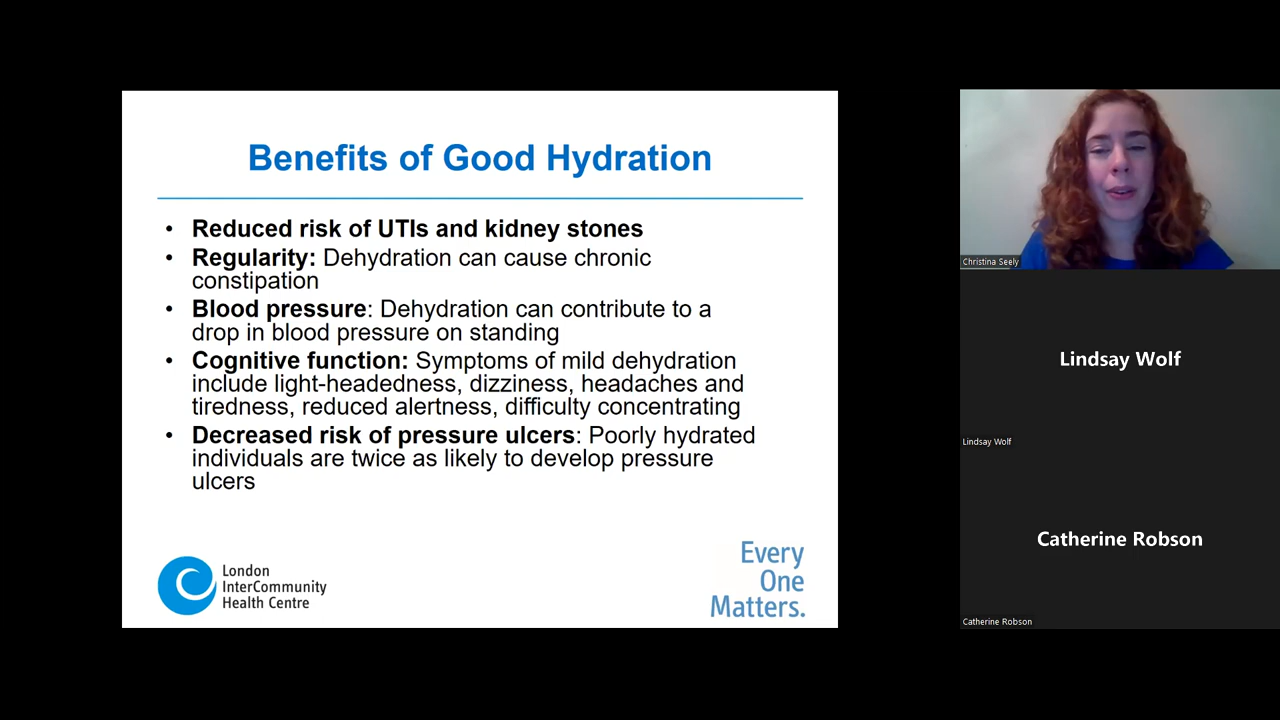 Benefits of Good Hydration
• Reduced risk of UTIs and kidney stones
• Regularity: Dehydration can cause chronic
constipation
• Blood pressure: Dehydration can contribute to a
drop in blood pressure on standing
• Cognitive function: Symptoms of mild dehydration
include light-headedness, dizziness, headaches and
tiredness, reduced alertness, difficulty concentrating
• Decreased risk of pressure ulcers: Poorly hydrated
individuals are twice as likely to develop pressure
ulcers
London
InterCommunity
Health Centre
Every
One
Matters.
Christina Seely
Lindsay Wolf
Lindsay Wolf
Catherine Robson
Catherine Robson